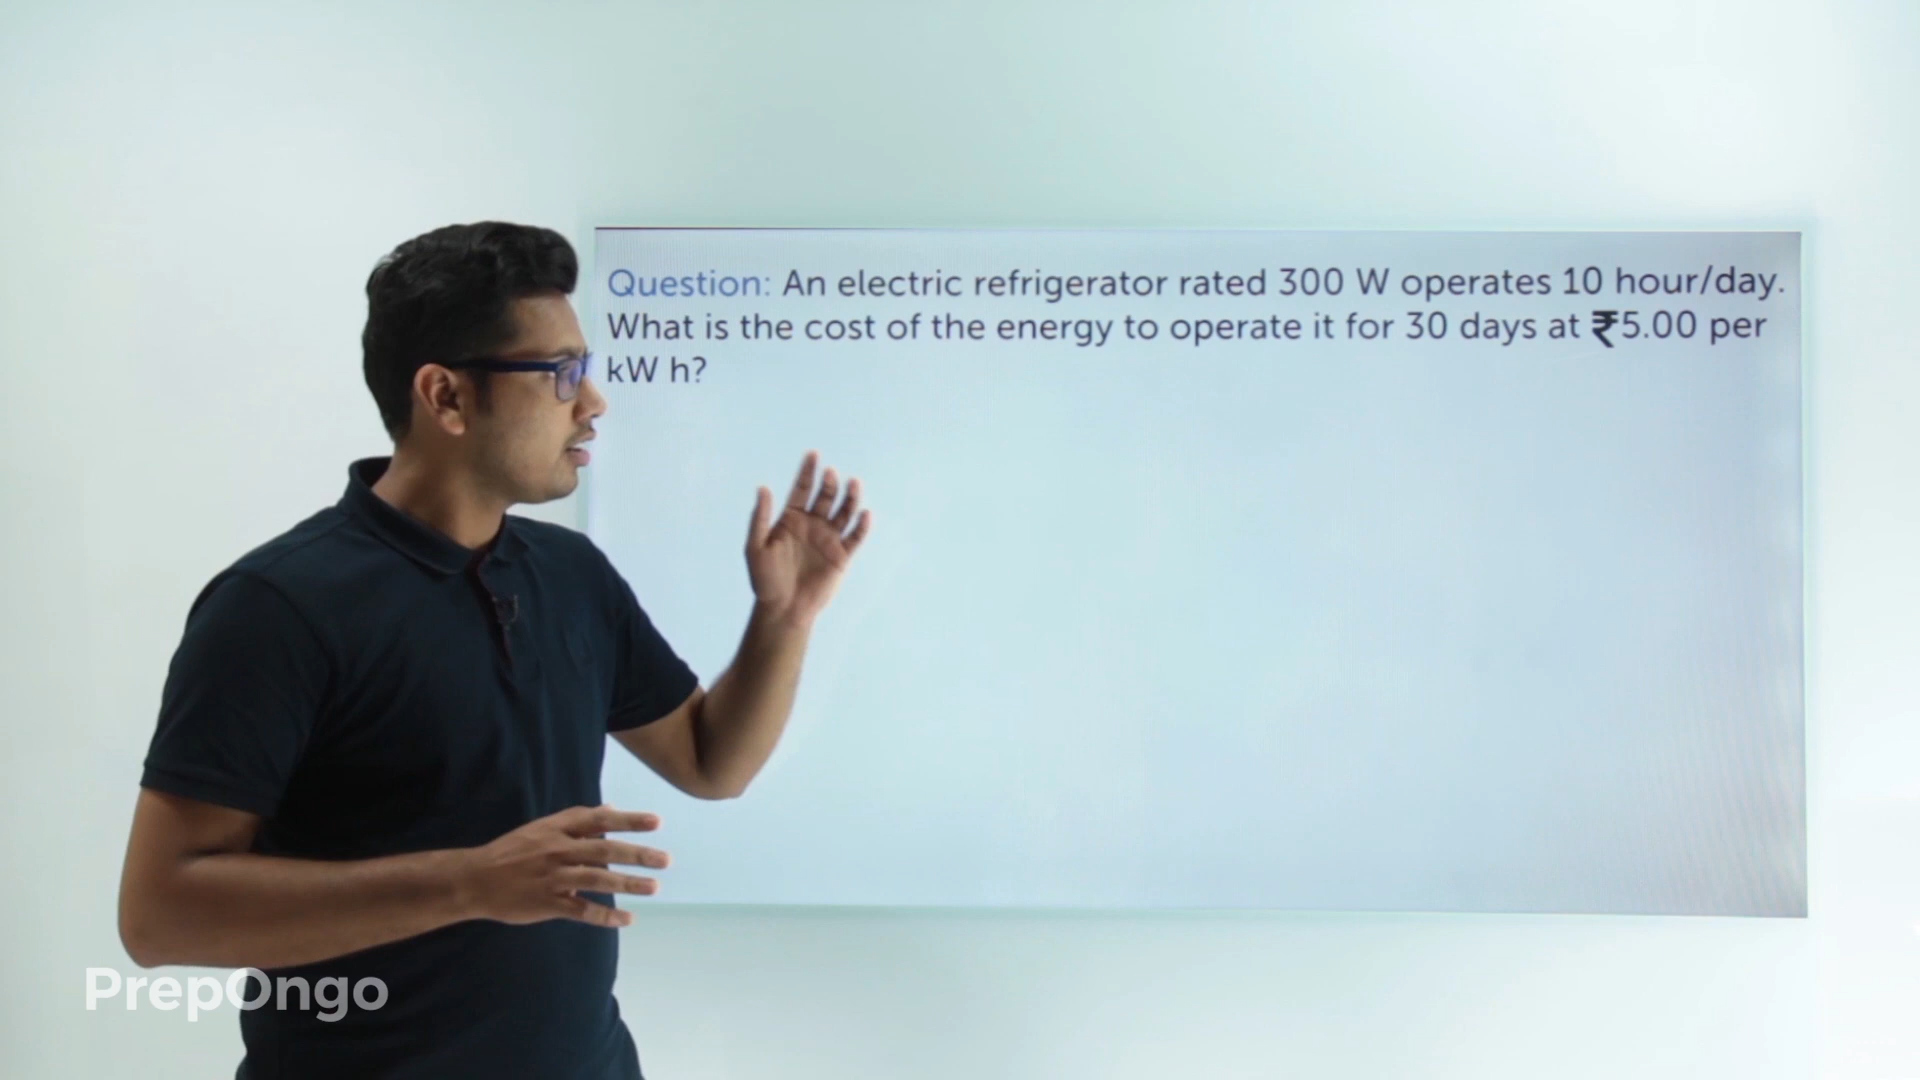 Question: An electric refrigerator rated 300 W operates 10 hour/day.
What is the cost of the energy to operate it for 30 days at ₹5.00 per
kW h?
PrepOngo